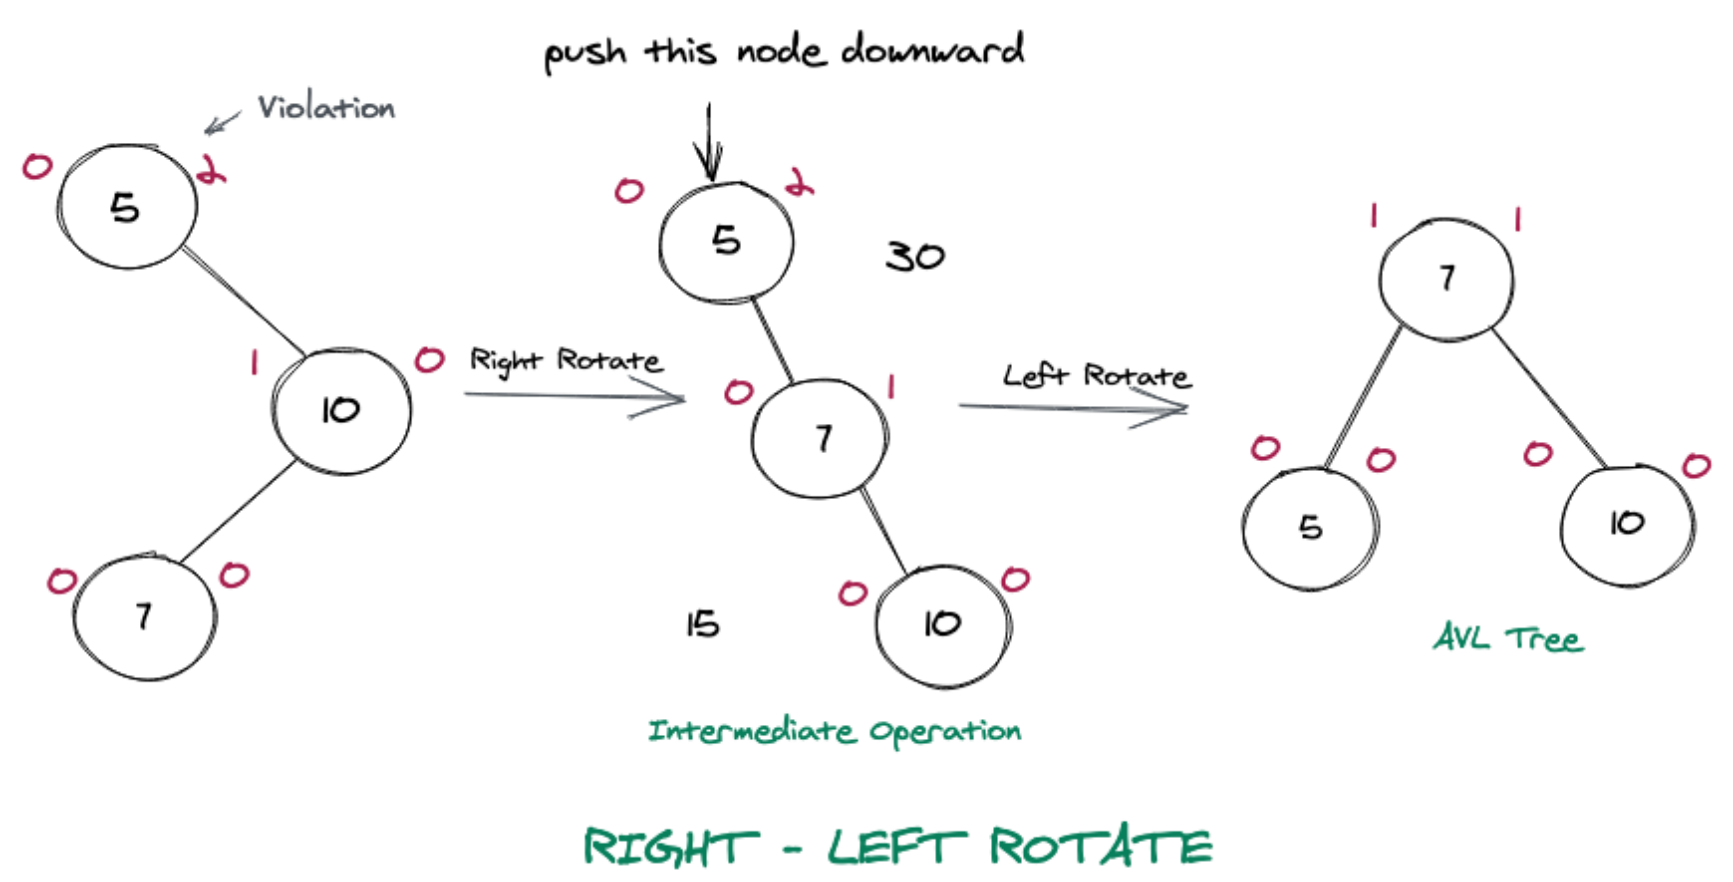 push this node downward
Violation
0 2
5
1 0
10
0 0
7
Right Rotate
0 2
5
30
0 1
7
0 0
10
15
Intermediate Operation
Left Rotate
1 1
7
0 0
5
0 0
10
AVL Tree
RIGHT - LEFT ROTATE